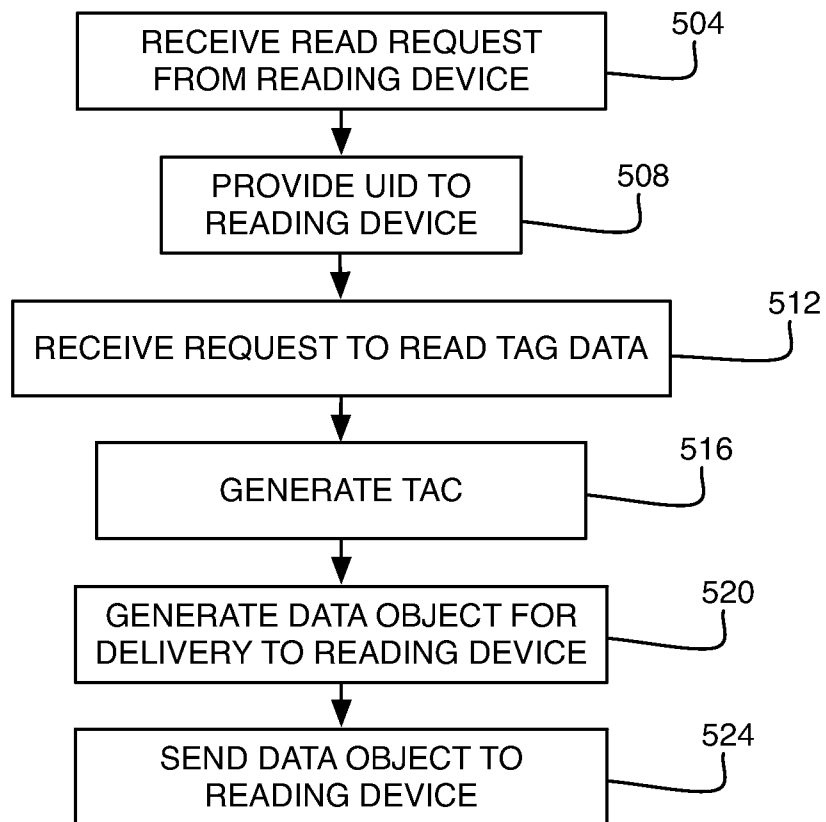 RECEIVE READ REQUEST
FROM READING DEVICE
504
PROVIDE UID TO
READING DEVICE
508
RECEIVE REQUEST TO READ TAG DATA
512
GENERATE TAC
516
GENERATE DATA OBJECT FOR
DELIVERY TO READING DEVICE
520
SEND DATA OBJECT TO
READING DEVICE
524